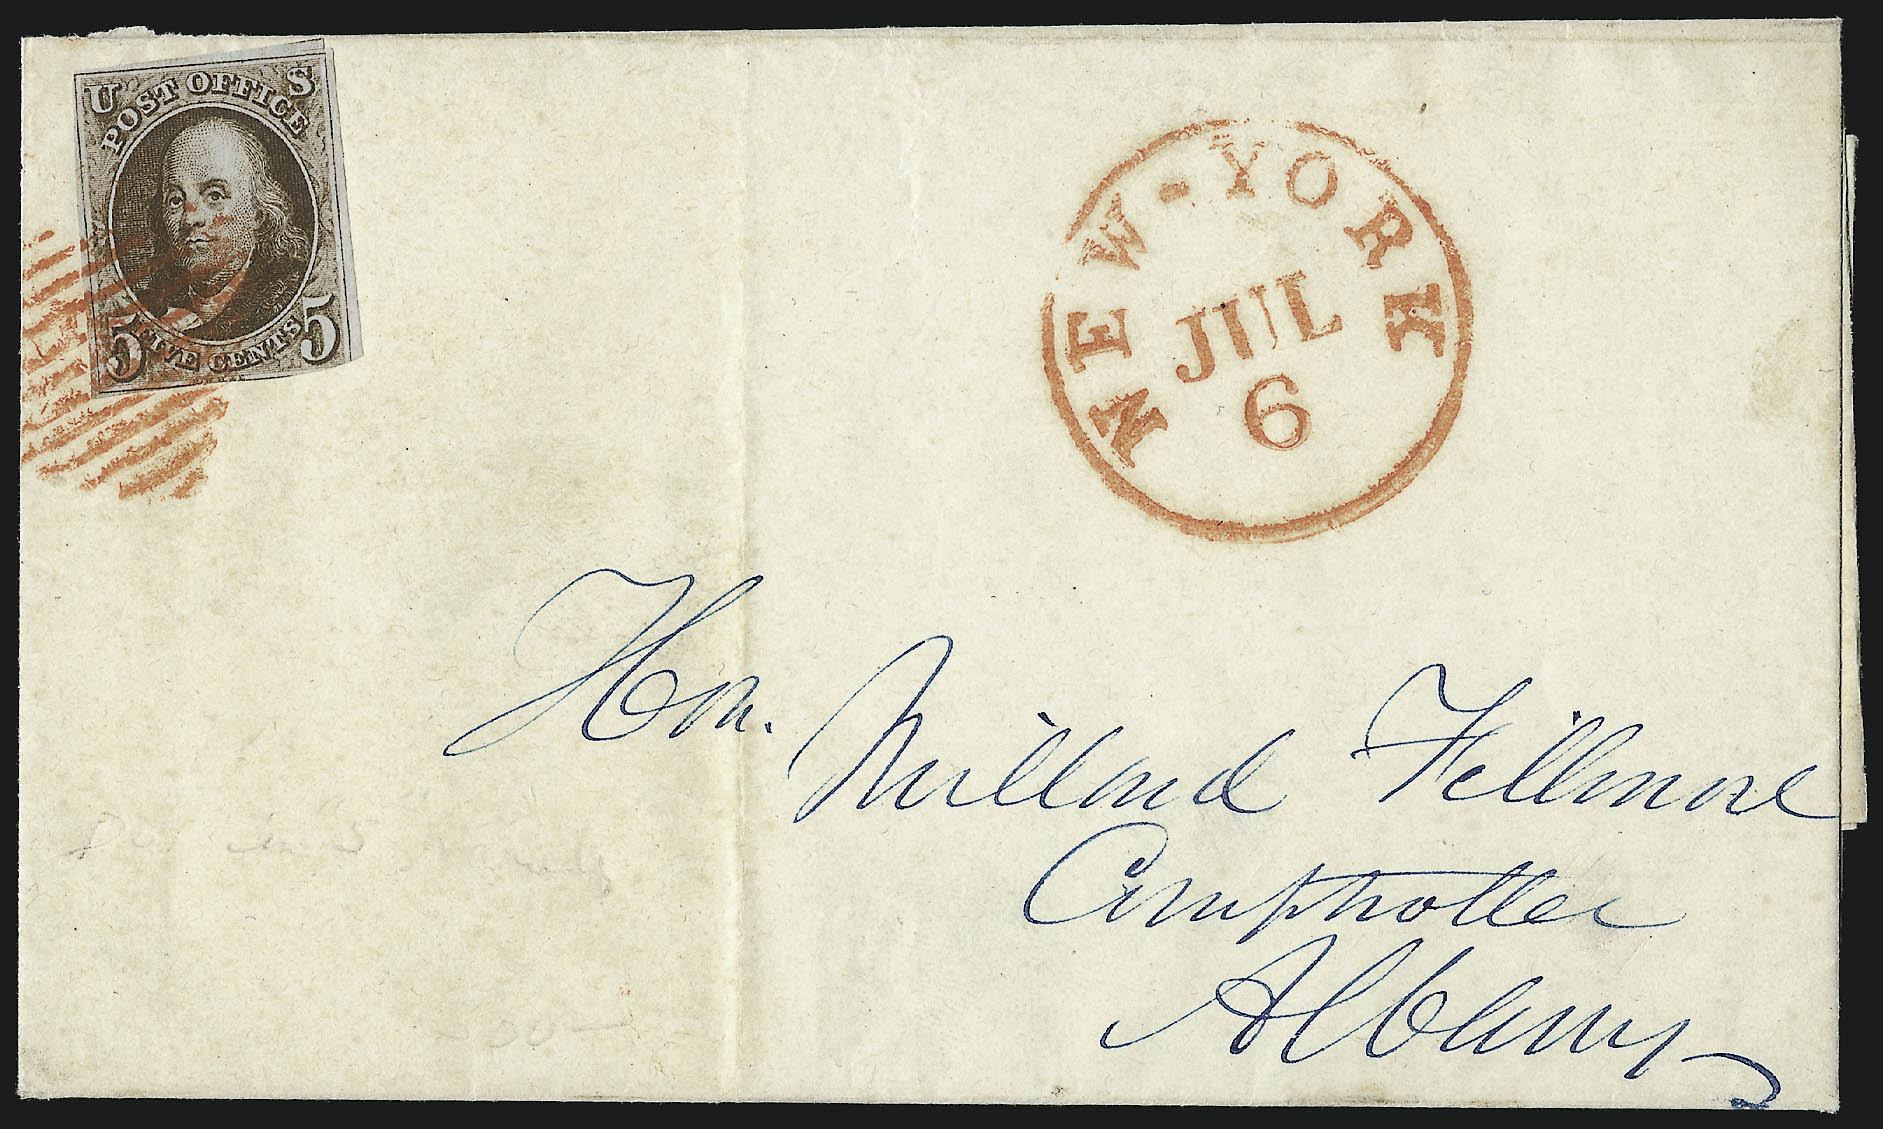 U S
POST OFFICE
5 FIVE CENTS 5
NEW-YORK
JUL
6
Hon. Millard Fillmore
Comptroller
Albany